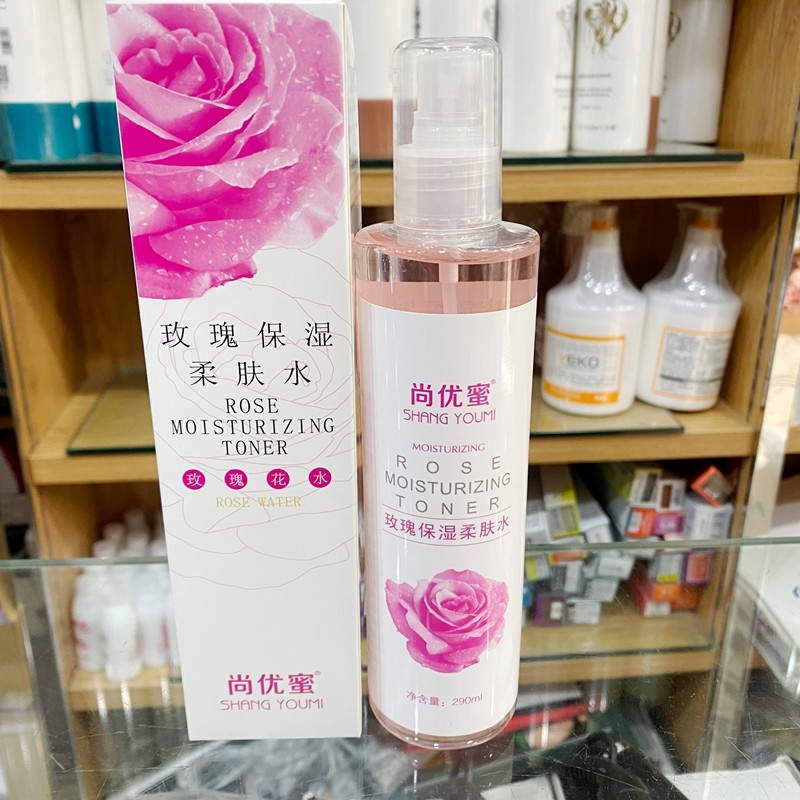 玫瑰保湿
柔肤水
ROSE
MOISTURIZING
TONER
玫瑰花水
ROSE WATER
尚优蜜®
SHANG YOUMI
尚优蜜®
SHANG YOUMI
MOISTURIZING
ROSE
MOISTURIZING
TONER
玫瑰保湿柔肤水
净含量：290ml